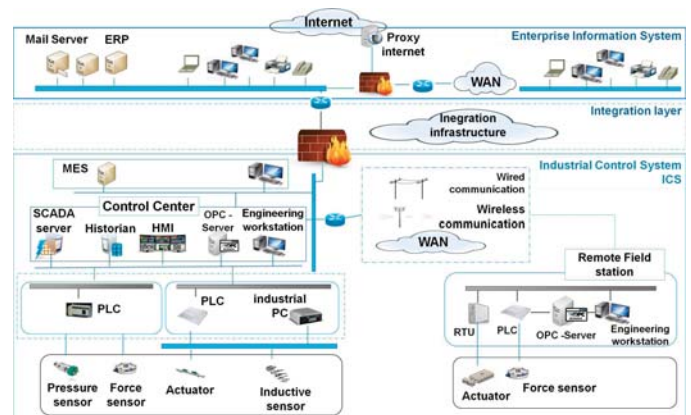 Internet
Mail Server
ERP
Proxy
internet
Enterprise Information System
WAN
Integration layer
Inegration
infrastructure
MES
Industrial Control System
ICS
Wired
communication
Control Center
SCADA
server
Historian
HMI
OPC -
Server
Engineering
workstation
Wireless
communication
WAN
Remote Field
station
PLC
PLC
industrial
PC
RTU
PLC
OPC -Server
Engineering
workstation
Pressure
sensor
Force
sensor
Actuator
Inductive
sensor
Actuator
Force sensor